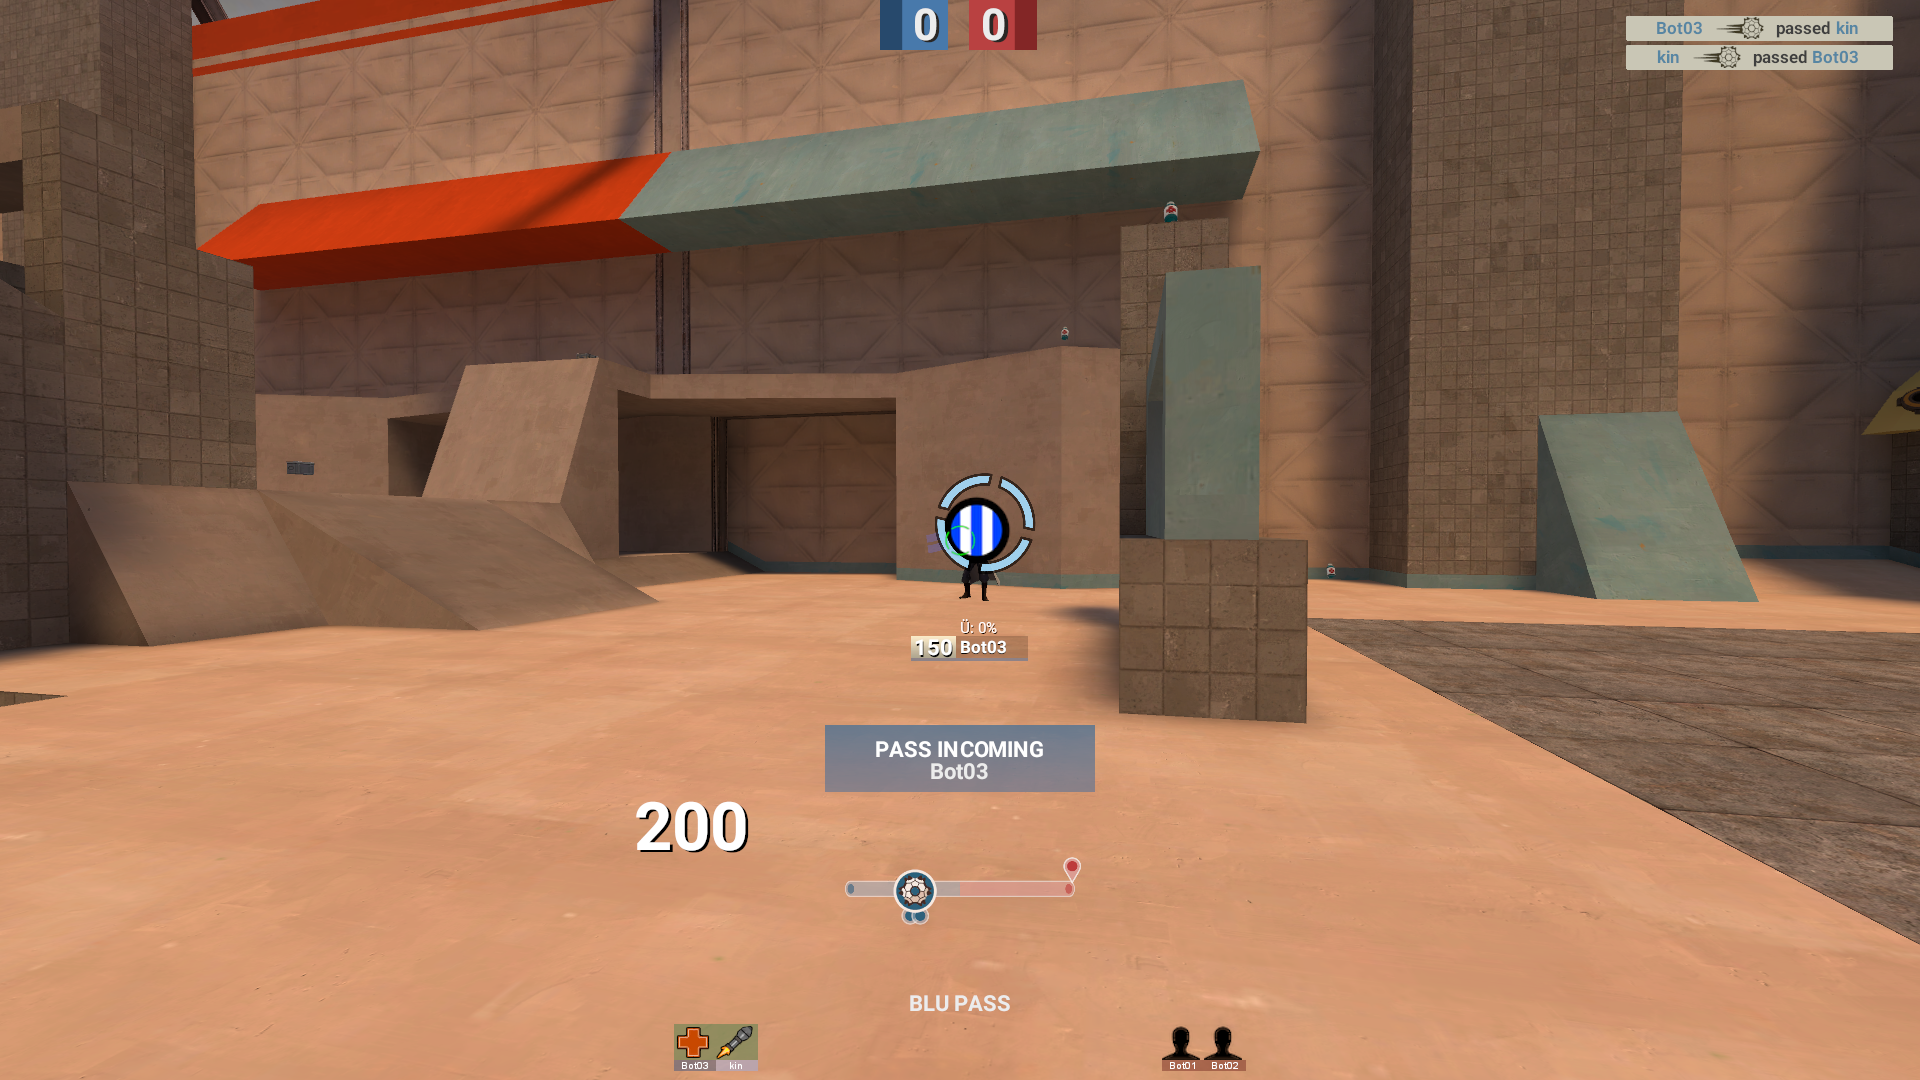 0 0
Bot03 passed kin
kin passed Bot03
Ü: 0%
150 Bot03
PASS INCOMING
Bot03
200
BLU PASS
Bot03 kin
Bot01 Bot02